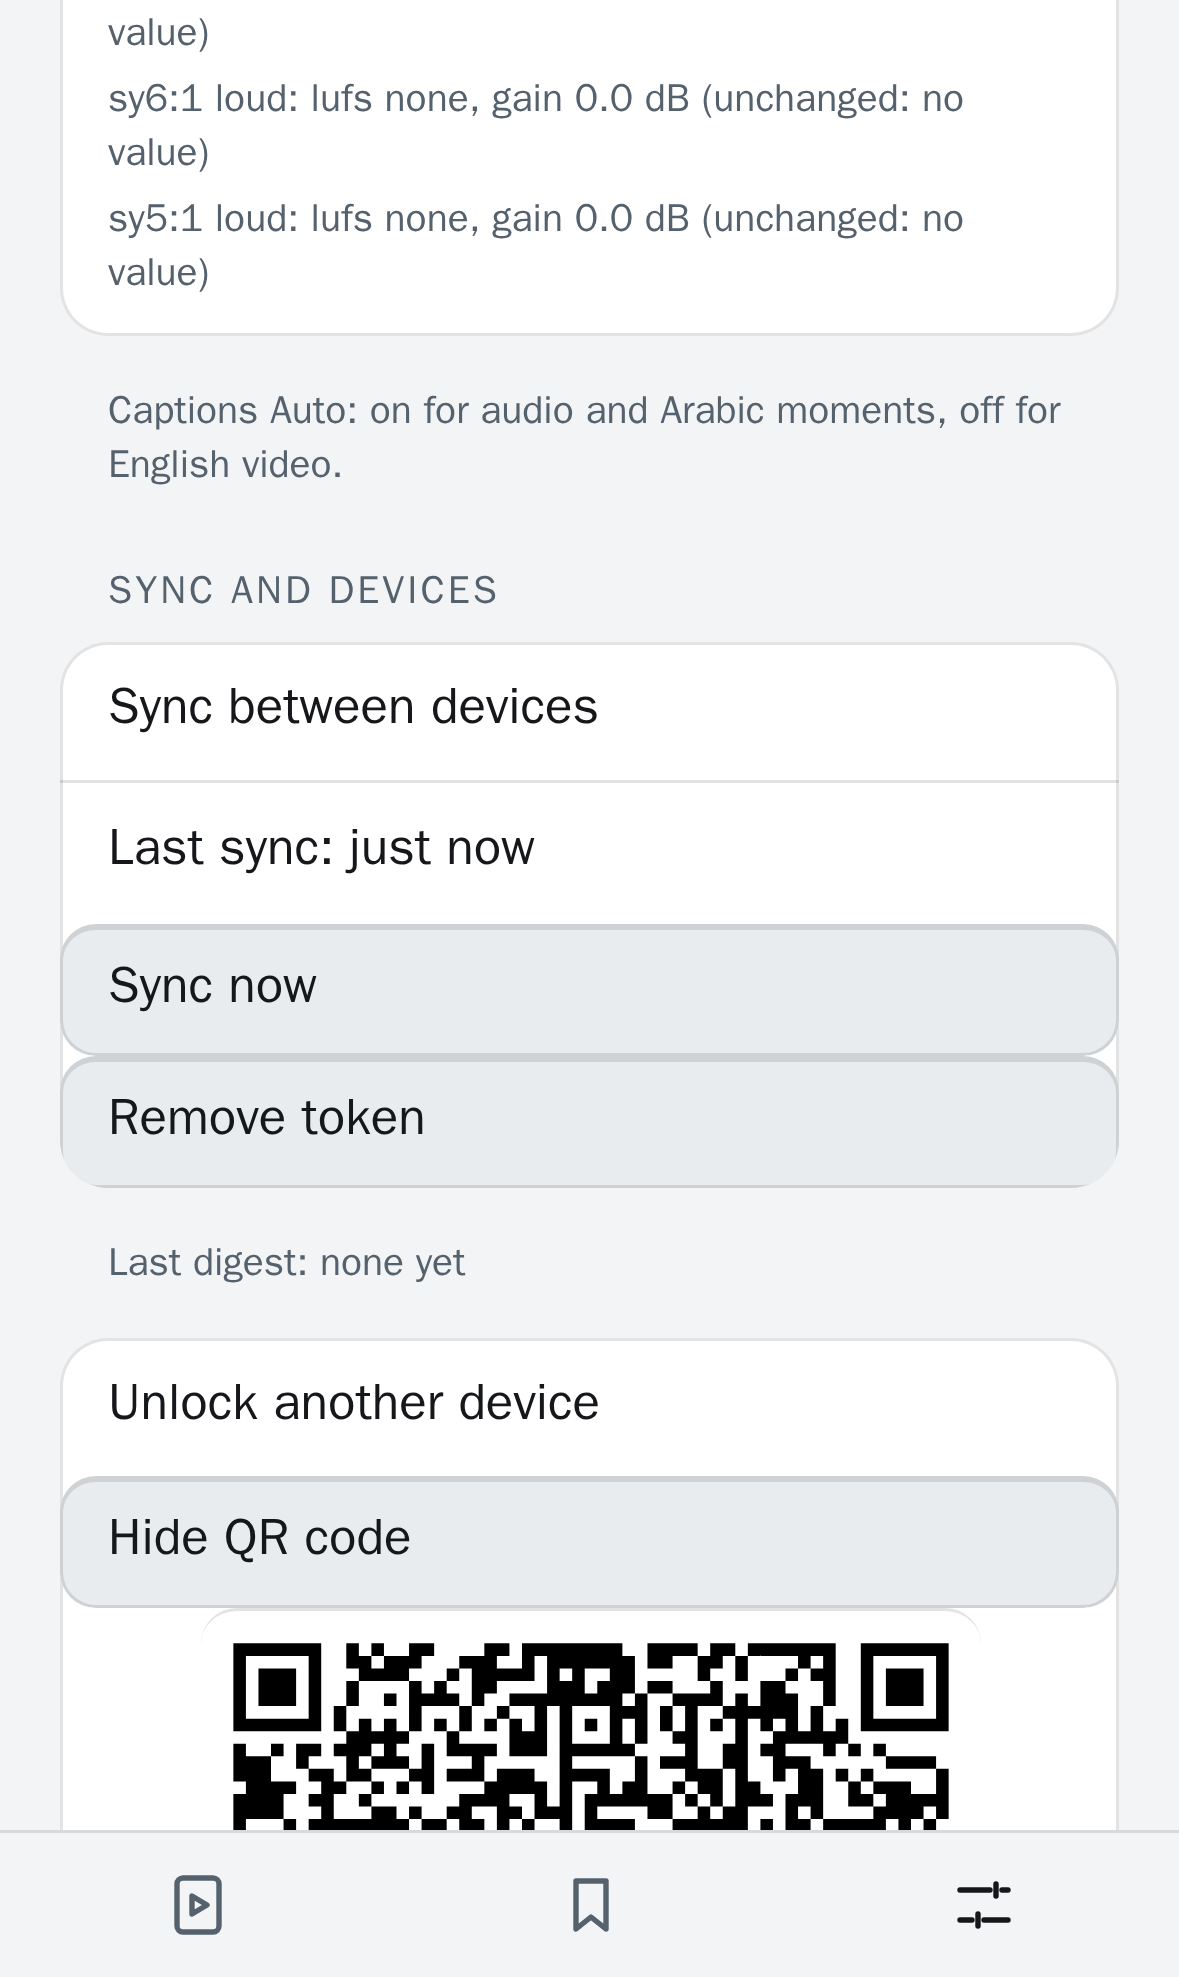 value)
sy6:1 loud: lufs none, gain 0.0 dB (unchanged: no
value)
sy5:1 loud: lufs none, gain 0.0 dB (unchanged: no
value)
Captions Auto: on for audio and Arabic moments, off for
English video.
SYNC AND DEVICES
Sync between devices
Last sync: just now
Sync now
Remove token
Last digest: none yet
Unlock another device
Hide QR code